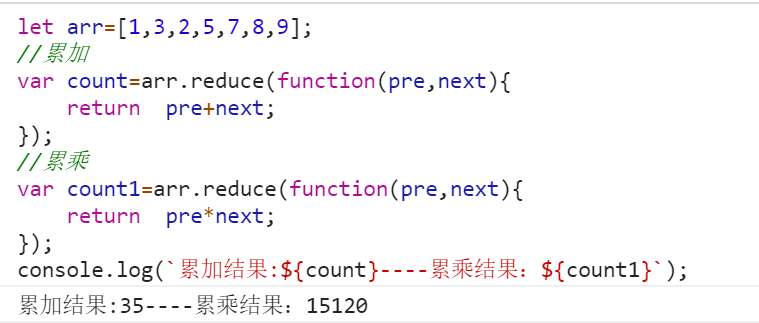 let arr=[1,3,2,5,7,8,9];
//累加
var count=arr.reduce(function(pre,next){
    return  pre+next;
});
//累乘
var count1=arr.reduce(function(pre,next){
    return  pre*next;
});
console.log(`累加结果:${count}----累乘结果：${count1}`);
累加结果:35----累乘结果：15120